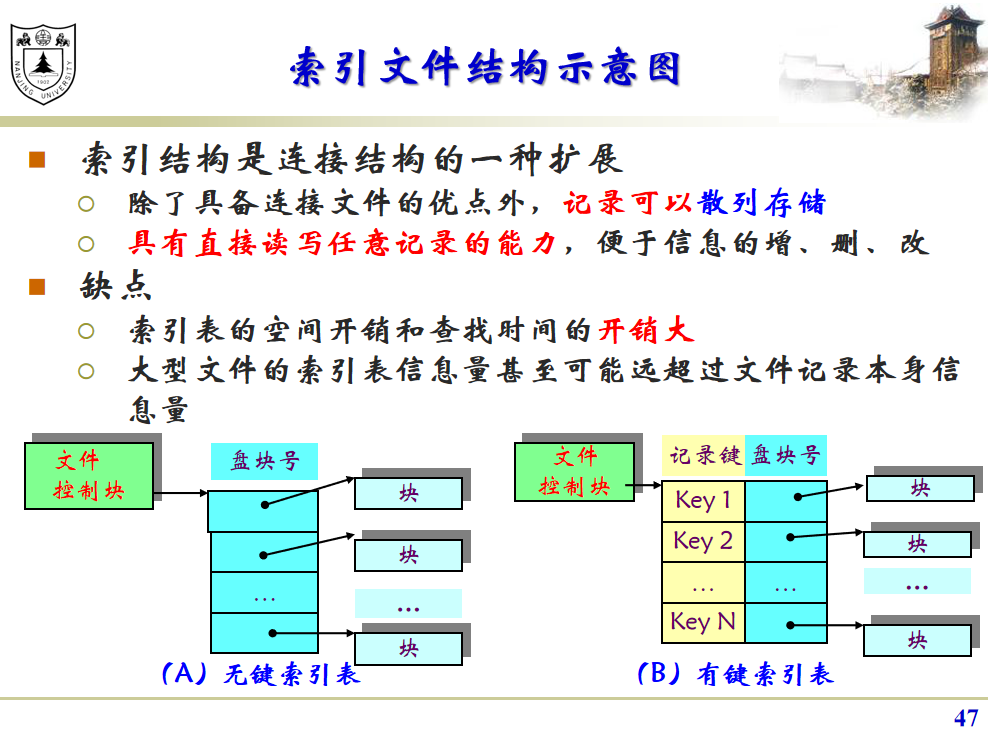 NANJING UNIVERSITY
1902
索引文件结构示意图
索引结构是连接结构的一种扩展
除了具备连接文件的优点外，记录可以散列存储
具有直接读写任意记录的能力，便于信息的增、删、改
缺点
索引表的空间开销和查找时间的开销大
大型文件的索引表信息量甚至可能远超过文件记录本身信
息量
文件
控制块
盘块号
块
块
…
…
块
（A）无键索引表
文件
控制块
记录键
盘块号
Key 1
块
Key 2
块
…
…
…
Key N
块
（B）有键索引表
47